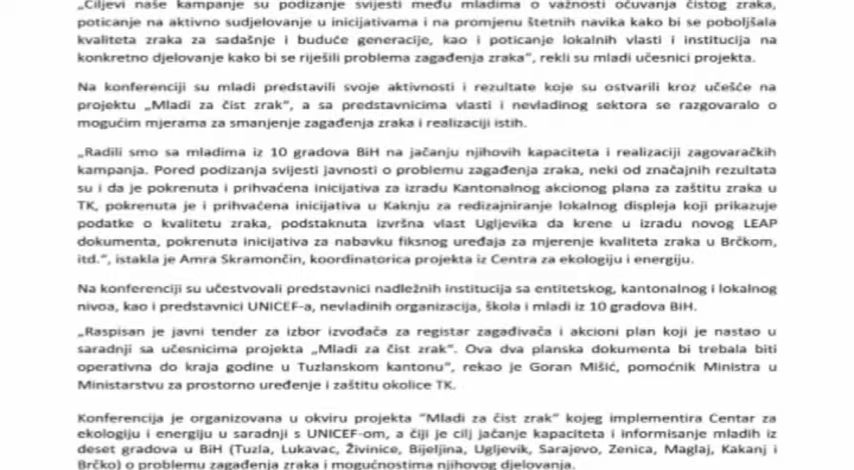 „Ciljevi naše kampanje su podizanje svijesti među mladima o važnosti očuvanja čistog zraka,
poticanje na aktivno sudjelovanje u inicijativama i na promjenu štetnih navika kako bi se poboljšala
kvaliteta zraka za sadašnje i buduće generacije, kao i poticanje lokalnih vlasti i institucija na
konkretno djelovanje kako bi se riješili problema zagađenja zraka“, rekli su mladi učesnici projekta.
Na konferenciji su mladi predstavili svoje aktivnosti i rezultate koje su ostvarili kroz učešće na
projektu „Mladi za čist zrak“, a sa predstavnicima vlasti i nevladinog sektora se razgovaralo o
mogućim mjerama za smanjenje zagađenja zraka i realizaciji istih.
„Radili smo sa mladima iz 10 gradova BiH na jačanju njihovih kapaciteta i realizaciji zagovaračkih
kampanja. Pored podizanja svijesti javnosti o problemu zagađenja zraka, neki od značajnih rezultata
su i da je pokrenuta i prihvaćena inicijativa za izradu Kantonalnog akcionog plana za zaštitu zraka u
TK, pokrenuta je i prihvaćena inicijativa u Kaknju za redizajniranje lokalnog displeja koji prikazuje
podatke o kvalitetu zraka, podstaknuta izvršna vlast Ugljevika da krene u izradu novog LEAP
dokumenta, pokrenuta inicijativa za nabavku fiksnog uređaja za mjerenje kvaliteta zraka u Brčkom,
itd.“, istakla je Amra Skramončin, koordinatorica projekta iz Centra za ekologiju i energiju.
Na konferenciji su učestvovali predstavnici nadležnih institucija sa entitetskog, kantonalnog i lokalnog
nivoa, kao i predstavnici UNICEF-a, nevladinih organizacija, škola i mladi iz 10 gradova BiH.
„Raspisan je javni tender za izbor izvođača za registar zagađivača i akcioni plan koji je nastao u
saradnji sa učesnicima projekta „Mladi za čist zrak“. Ova dva planska dokumenta bi trebala biti
operativna do kraja godine u Tuzlanskom kantonu“, rekao je Goran Mišić, pomoćnik Ministra u
Ministarstvu za prostorno uređenje i zaštitu okolice TK.
Konferencija je organizovana u okviru projekta “Mladi za čist zrak“ kojeg implementira Centar za
ekologiju i energiju u saradnji s UNICEF-om, a čiji je cilj jačanje kapaciteta i informisanje mladih iz
deset gradova u BiH (Tuzla, Lukavac, Živinice, Bijeljina, Ugljevik, Sarajevo, Zenica, Maglaj, Kakanj i
Brčko) o problemu zagađenja zraka i mogućnostima njihovog djelovanja.